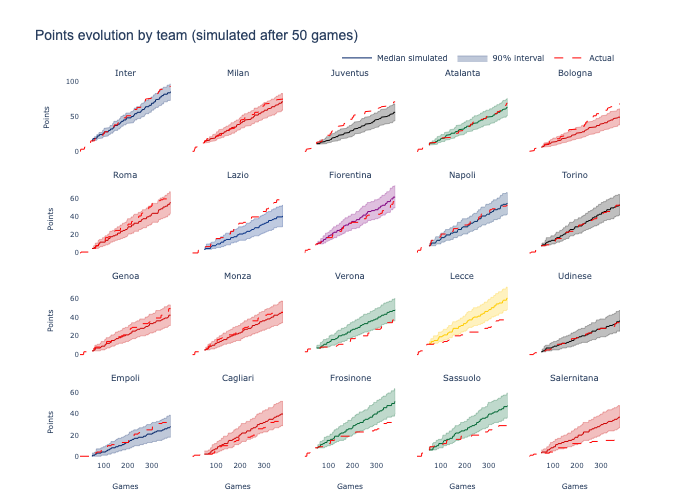 Points evolution by team (simulated after 50 games)
Median simulated 90% interval Actual
Inter Milan Juventus Atalanta Bologna
100
50
0
Points
Roma Lazio Fiorentina Napoli Torino
60
40
20
0
Points
Genoa Monza Verona Lecce Udinese
60
40
20
0
Points
Empoli Cagliari Frosinone Sassuolo Salernitana
60
40
20
0
Points
100 200 300 100 200 300 100 200 300 100 200 300 100 200 300
Games Games Games Games Games